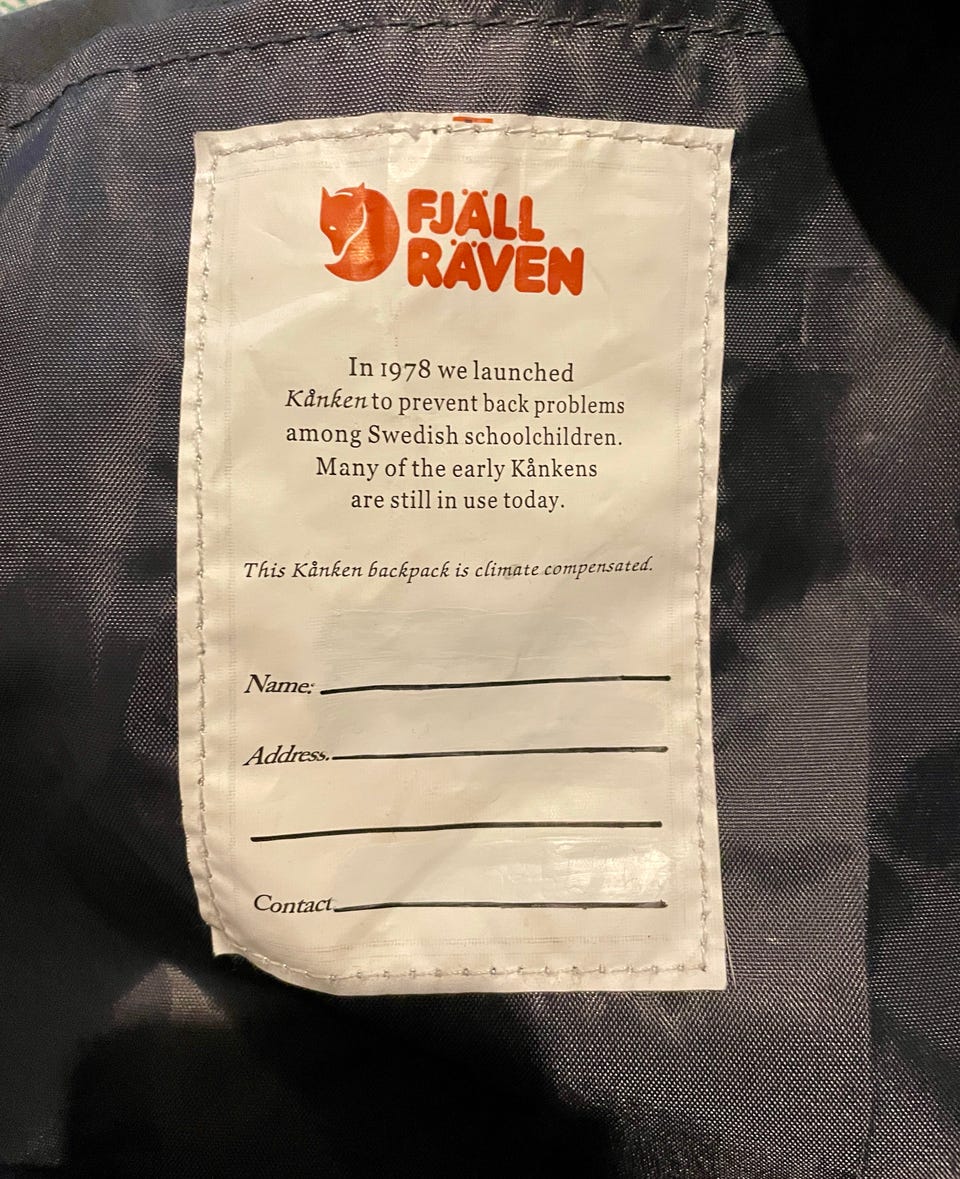 FJÄLL
RÄVEN
In 1978 we launched
Kånken to prevent back problems
among Swedish schoolchildren.
Many of the early Kånkens
are still in use today.
This Kånken backpack is climate compensated.
Name:
Address.
Contact